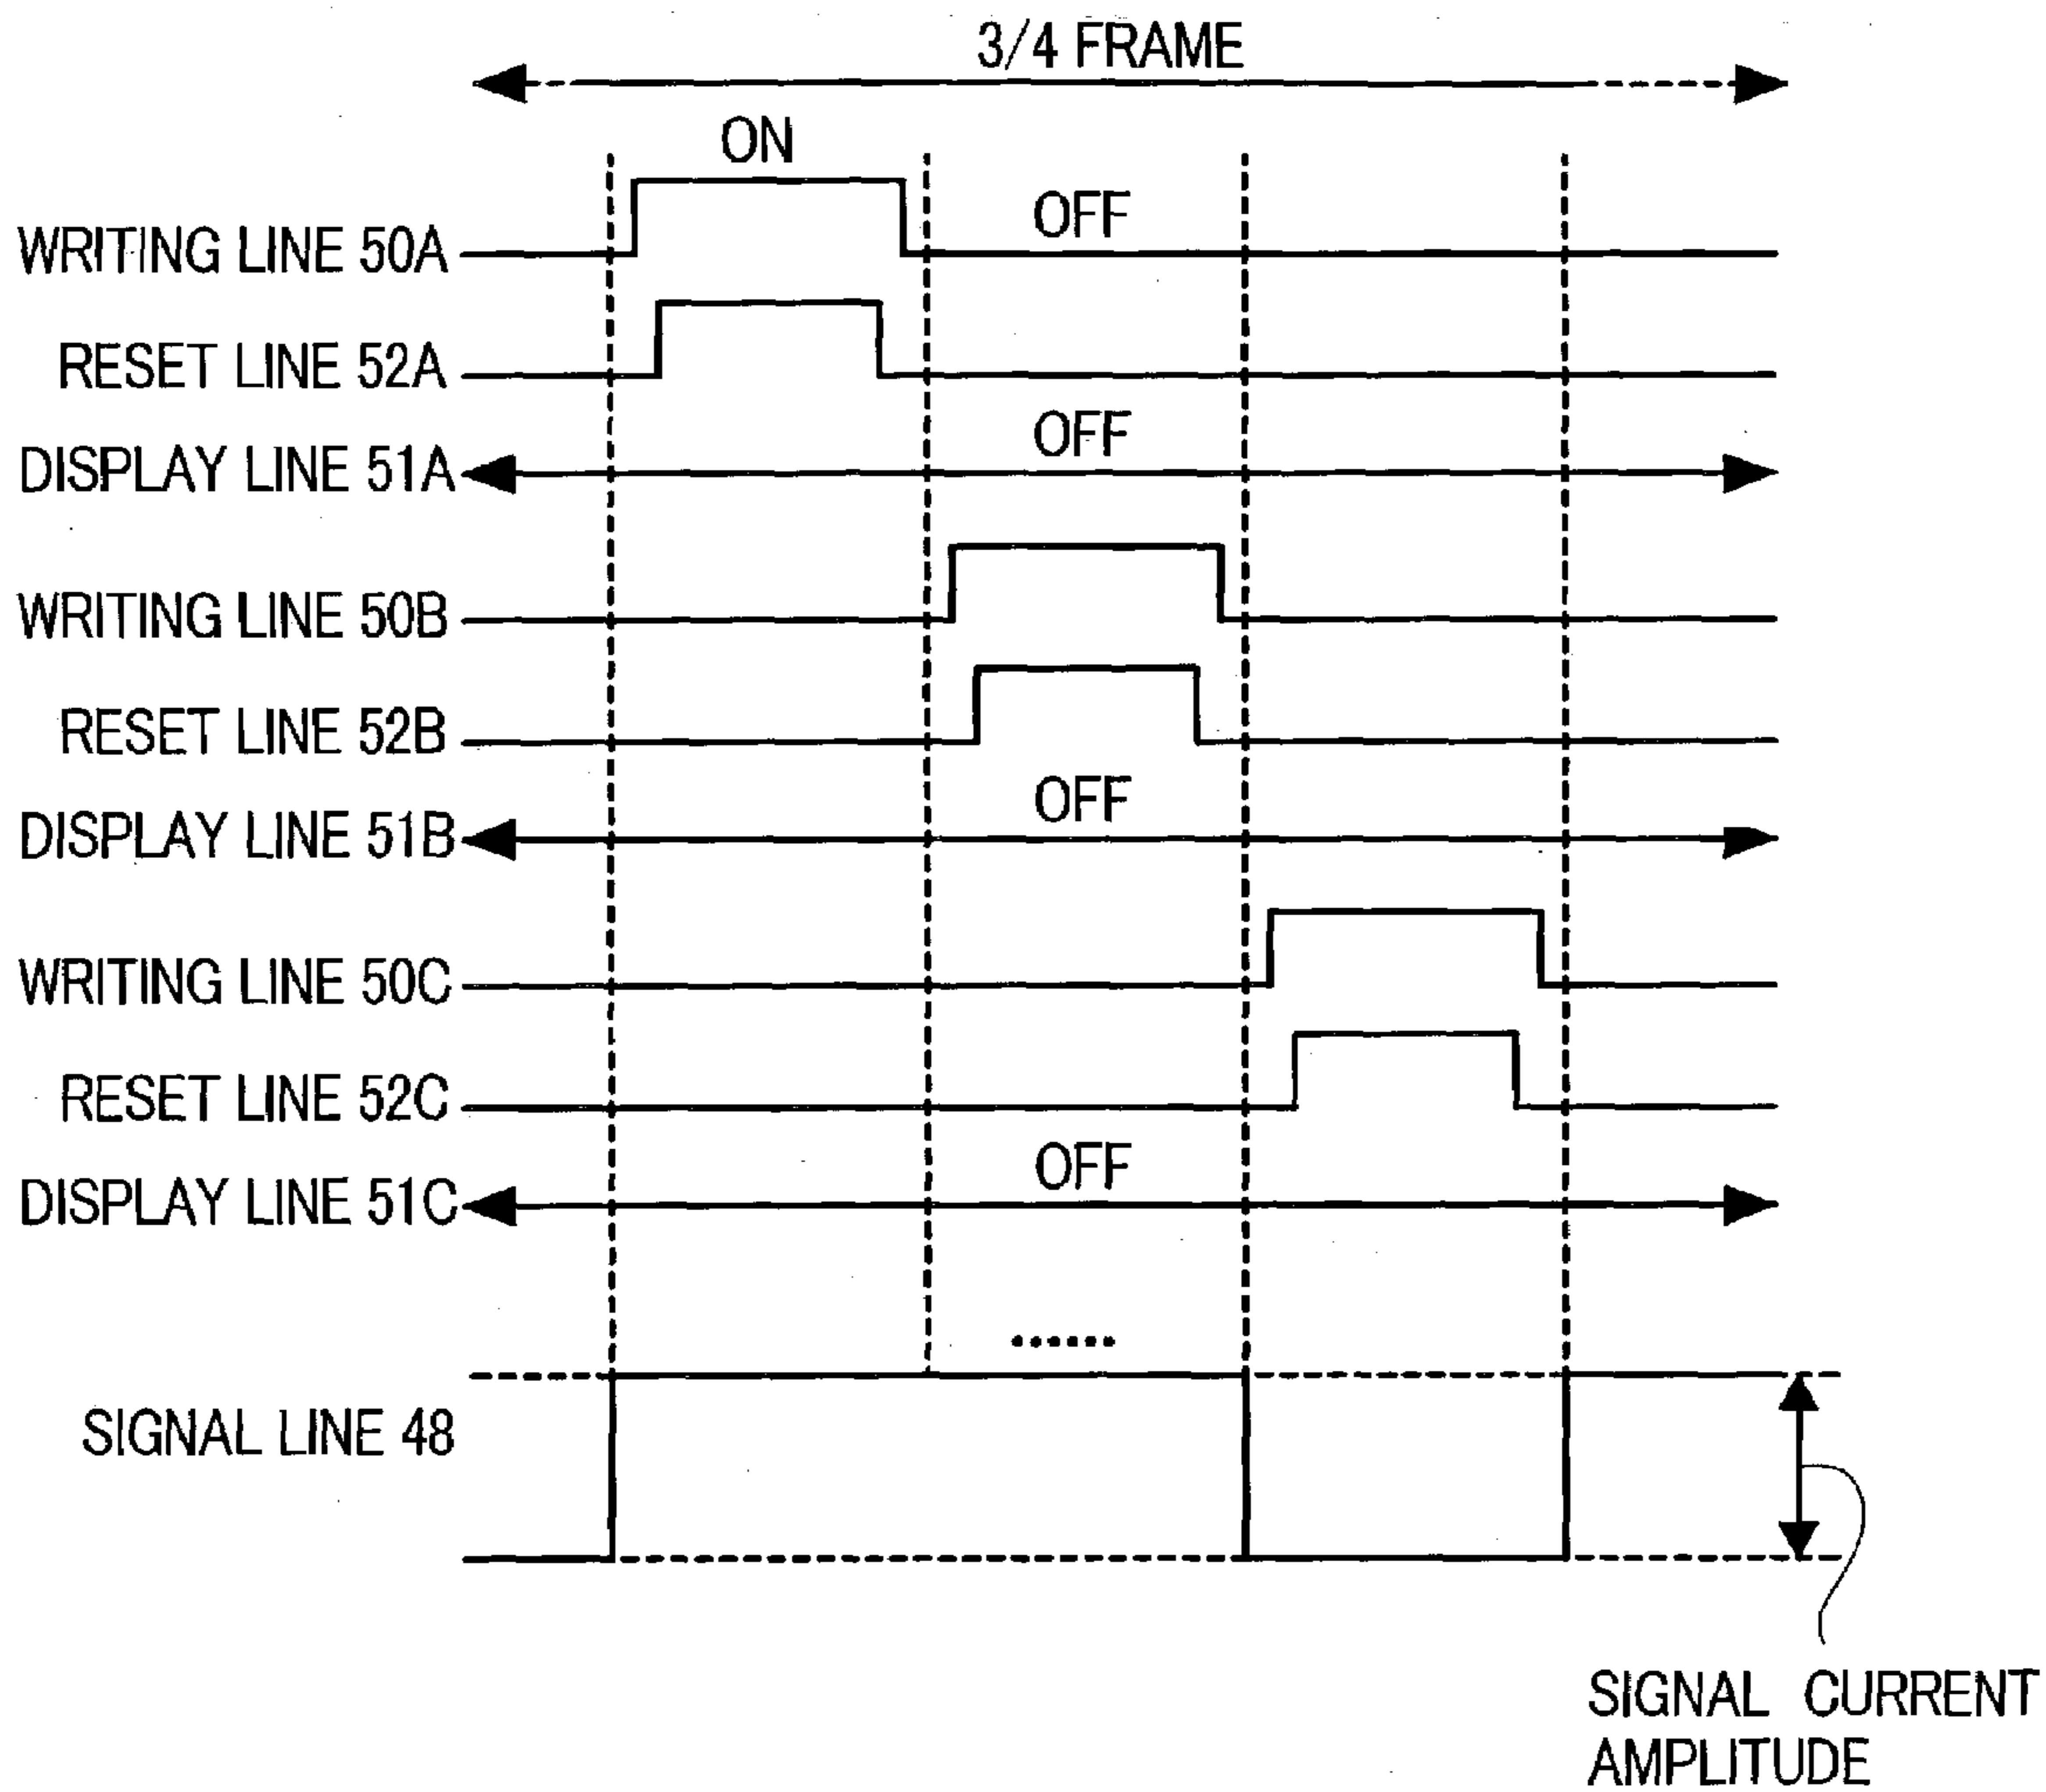 3/4 FRAME
ON
OFF
WRITING LINE 50A
RESET LINE 52A
OFF
DISPLAY LINE 51A
WRITING LINE 50B
RESET LINE 52B
OFF
DISPLAY LINE 51B
WRITING LINE 50C
RESET LINE 52C
OFF
DISPLAY LINE 51C
......
SIGNAL LINE 48
SIGNAL CURRENT
AMPLITUDE